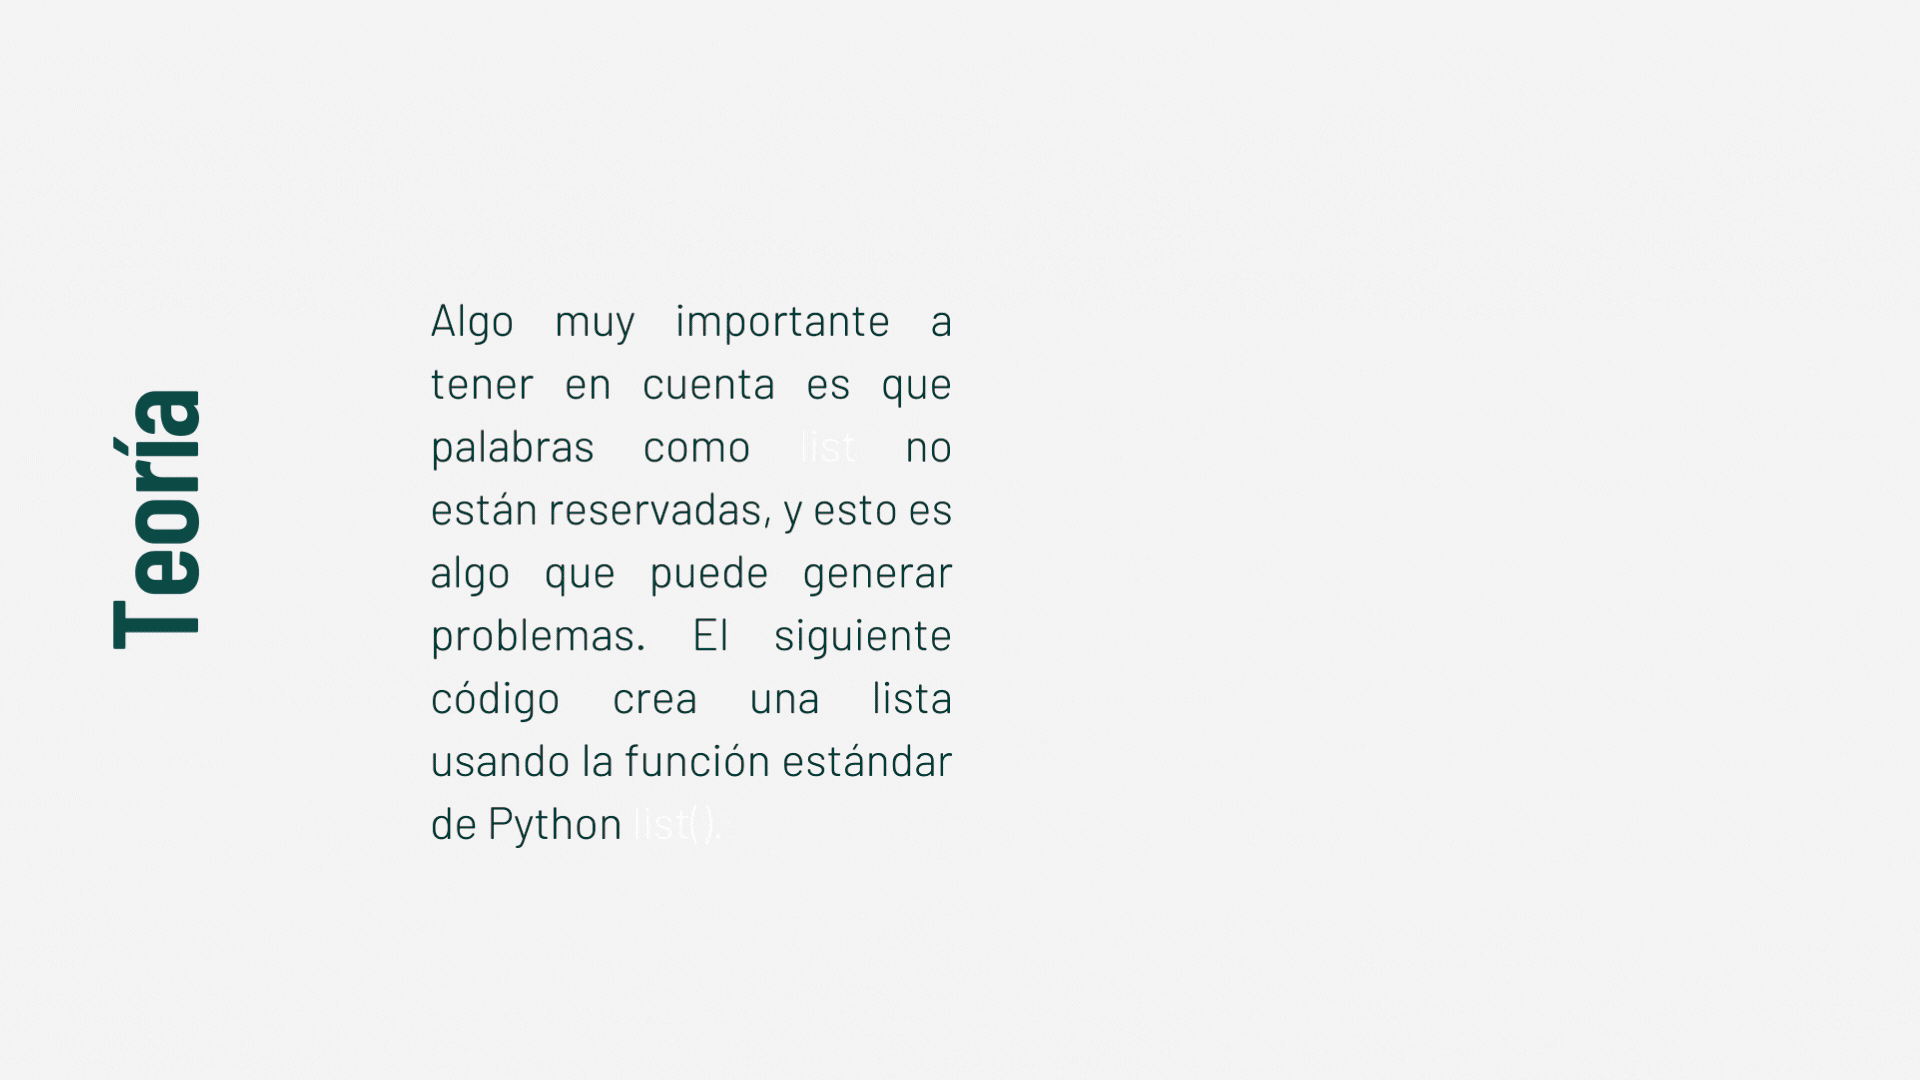 Teoría
Algo muy importante a
tener en cuenta es que
palabras como list no
están reservadas, y esto es
algo que puede generar
problemas. El siguiente
código crea una lista
usando la función estándar
de Python list().